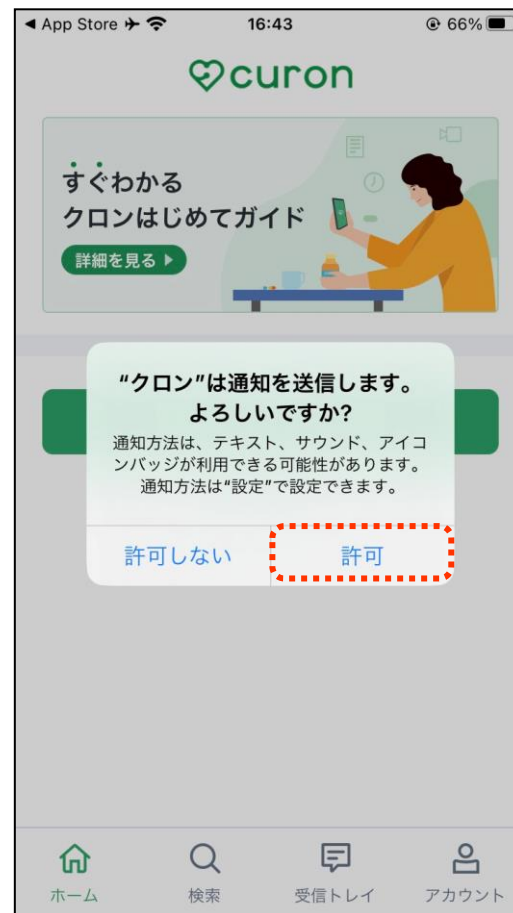 ◀ App Store
16:43
66%
curon
すぐわかる
クロンはじめてガイド
詳細を見る ▶
“クロン”は通知を送信します。
よろしいですか?
通知方法は、テキスト、サウンド、アイコ
ンバッジが利用できる可能性があります。
通知方法は“設定”で設定できます。
許可しない
許可
ホーム
検索
受信トレイ
アカウント